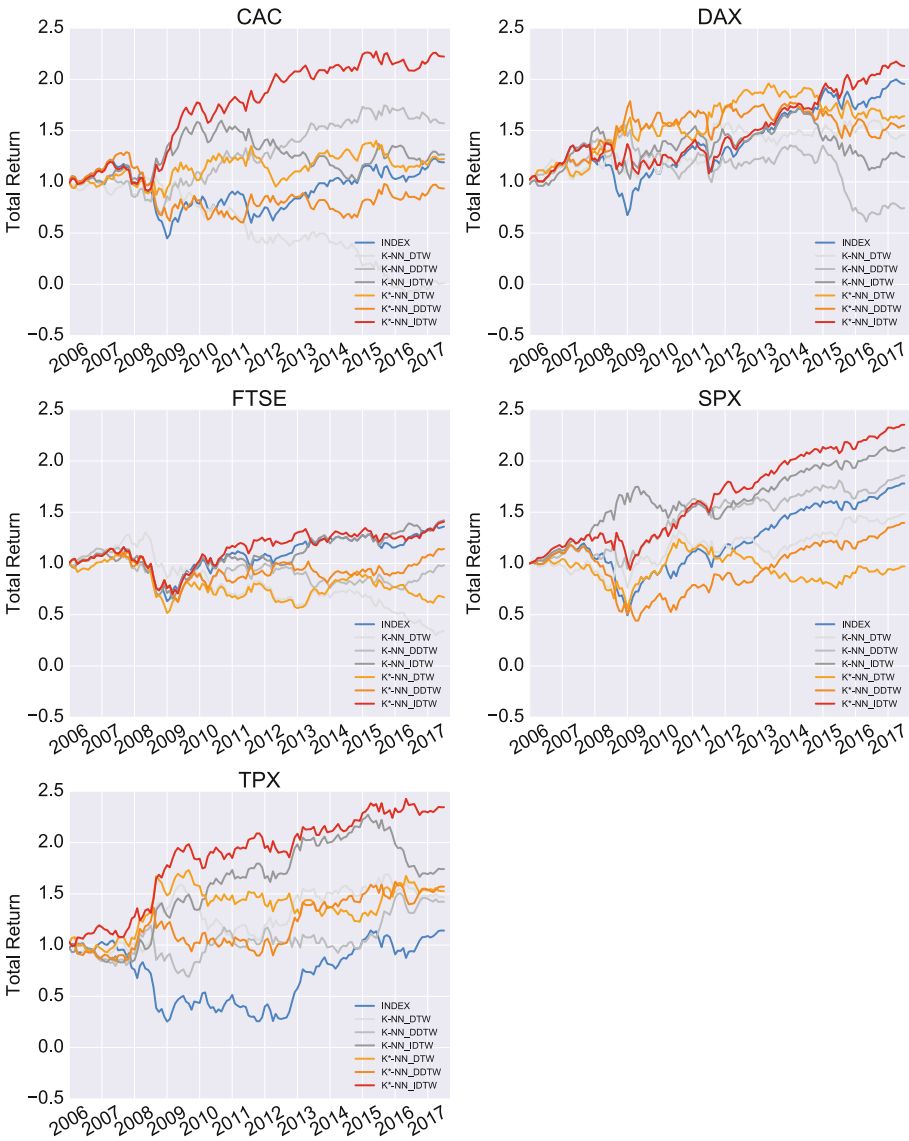 CAC
Total Return
2.5
2.0
1.5
1.0
0.5
0.0
−0.5
INDEX
K-NN_DTW
K-NN_DDTW
K-NN_IDTW
K*-NN_DTW
K*-NN_DDTW
K*-NN_IDTW
2006 2007 2008 2009 2010 2011 2012 2013 2014 2015 2017
DAX
Total Return
2.5
2.0
1.5
1.0
0.5
0.0
−0.5
INDEX
K-NN_DTW
K-NN_DDTW
K-NN_IDTW
K*-NN_DTW
K*-NN_DDTW
K*-NN_IDTW
2006 2007 2008 2009 2010 2011 2012 2013 2014 2015 2016 2017
FTSE
Total Return
2.5
2.0
1.5
1.0
0.5
0.0
−0.5
INDEX
K-NN_DTW
K-NN_DDTW
K-NN_IDTW
K*-NN_DTW
K*-NN_DDTW
K*-NN_IDTW
2006 2007 2008 2009 2010 2011 2012 2013 2014 2015 2016 2017
SPX
Total Return
2.5
2.0
1.5
1.0
0.5
0.0
−0.5
INDEX
K-NN_DTW
K-NN_DDTW
K-NN_IDTW
K*-NN_DTW
K*-NN_DDTW
K*-NN_IDTW
2006 2007 2008 2009 2010 2011 2012 2013 2014 2015 2016 2017
TPX
Total Return
2.5
2.0
1.5
1.0
0.5
0.0
−0.5
INDEX
K-NN_DTW
K-NN_DDTW
K-NN_IDTW
K*-NN_DTW
K*-NN_DDTW
K*-NN_IDTW
2006 2007 2008 2009 2010 2011 2012 2013 2014 2015 2016 2017